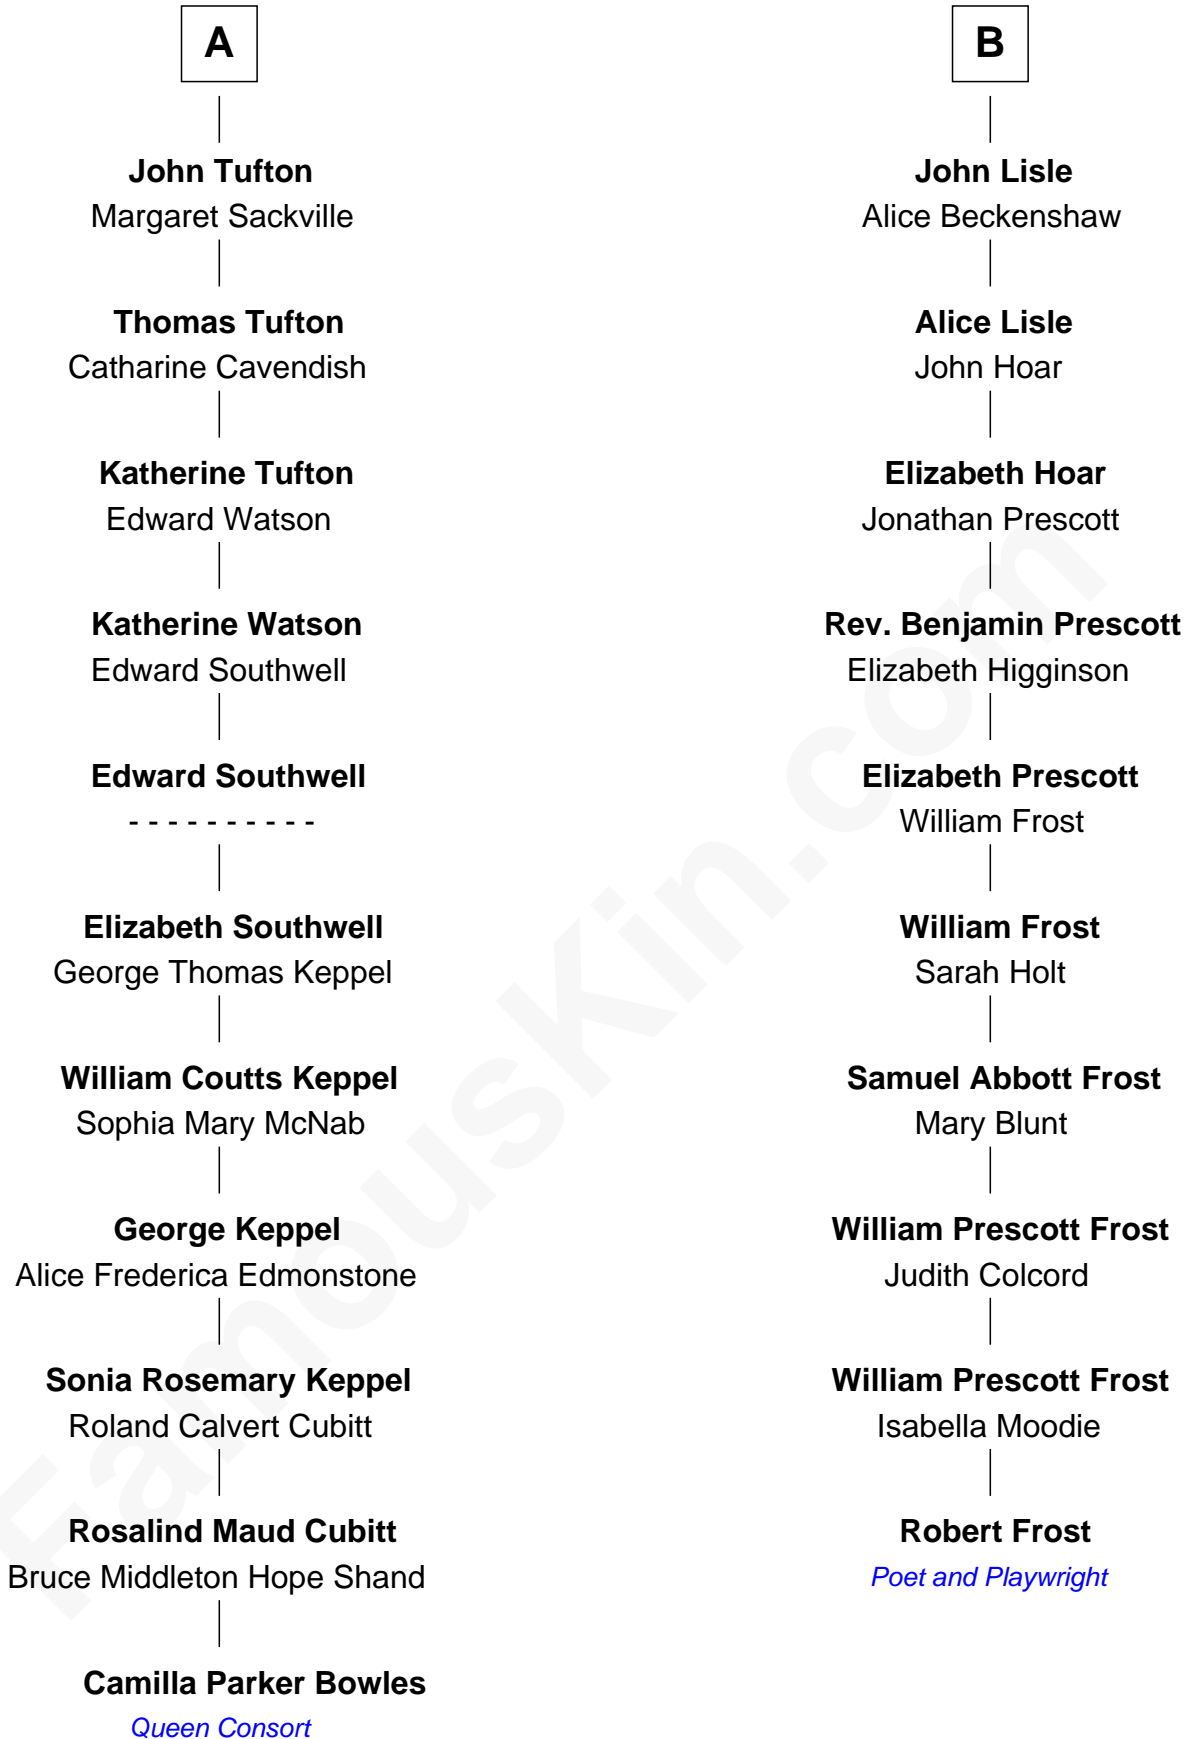 A
John Tufton
Margaret Sackville
Thomas Tufton
Catharine Cavendish
Katherine Tufton
Edward Watson
Katherine Watson
Edward Southwell
Edward Southwell
- - - - - - - - - -
Elizabeth Southwell
George Thomas Keppel
William Coutts Keppel
Sophia Mary McNab
George Keppel
Alice Frederica Edmonstone
Sonia Rosemary Keppel
Roland Calvert Cubitt
Rosalind Maud Cubitt
Bruce Middleton Hope Shand
Camilla Parker Bowles
Queen Consort
B
John Lisle
Alice Beckenshaw
Alice Lisle
John Hoar
Elizabeth Hoar
Jonathan Prescott
Rev. Benjamin Prescott
Elizabeth Higginson
Elizabeth Prescott
William Frost
William Frost
Sarah Holt
Samuel Abbott Frost
Mary Blunt
William Prescott Frost
Judith Colcord
William Prescott Frost
Isabella Moodie
Robert Frost
Poet and Playwright
FamousKin.com